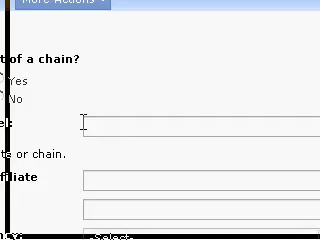 More Actions
t of a chain?
Yes
No
el:
te or chain.
ffiliate
-Select-